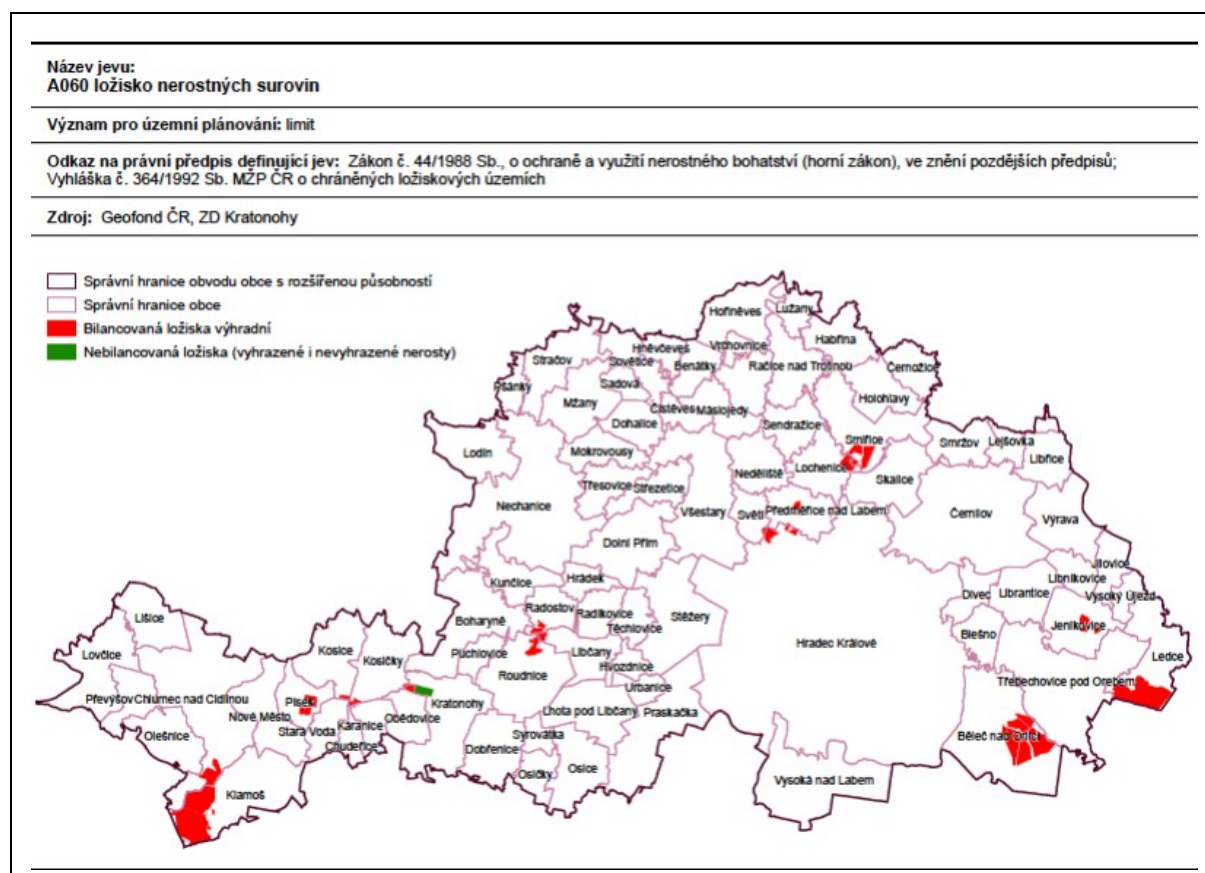 Název jevu:
A060 ložisko nerostných surovin
Význam pro územní plánování: limit
Odkaz na právní předpis definující jev: Zákon č. 44/1988 Sb., o ochraně a využití nerostného bohatství (horní zákon), ve znění pozdějších předpisů;
Vyhláška č. 364/1992 Sb. MŽP ČR o chráněných ložiskových územích
Zdroj: Geofond ČR, ZD Kratonohy
Správní hranice obvodu obce s rozšířenou působností
Správní hranice obce
Bilancovaná ložiska výhradní
Nebilancovaná ložiska (vyhrazené i nevyhrazené nerosty)
Hořiněves
Lužany
Habřina
Hněvčeves
Vrchovnice
Stračov
Sovětice
Benátky
Račice nad Trotinou
Černožice
Pšánky
Sadová
Mžany
Holohlavy
Čistěves
Máslojedy
Dohalice
Sendražice
Smiřice
Smržov
Lejšovka
Lodín
Mokrovousy
Libřice
Neděliště
Lochenice
Skalice
Třesovice
Střezetice
Nechanice
Všestary
Světí
Předměřice nad Labem
Černilov
Výrava
Dolní Přím
Jílovice
Kunčice
Hrádek
Libníkovice
Divec
Librantice
Vysoký Újezd
Lišice
Radostov
Radíkovice
Boharyně
Těchlovice
Stěžery
Jeníkovice
Blešno
Hradec Králové
Lovčice
Kosice
Kosičky
Puchlovice
Libčany
Ledce
Hvozdnice
Roudnice
Třebechovice pod Orebem
Urbanice
Převýšov
Chlumec nad Cidlinou
Písek
Kratonohy
Nové Město
Obědovice
Lhota pod Libčany
Praskačka
Stará Voda
Káranice
Olešnice
Syrovátka
Běleč nad Orlicí
Chudeřice
Dobřenice
Osičky
Osice
Vysoká nad Labem
Klamoš